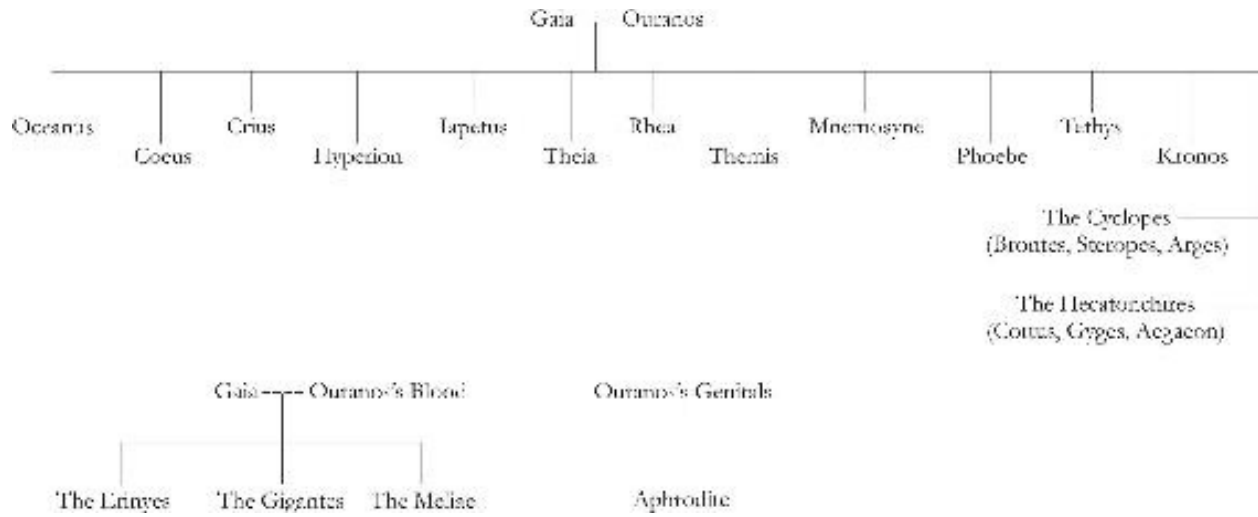 Gaia Ouranos
Oceanus Crius Iapetus Rhea Mnemosyne Tethys
Coeus Hyperion Theia Themis Phoebe Kronos
The Cyclopes
(Brontes, Steropes, Arges)
The Hecatonchires
(Cottus, Gyges, Aegaeon)
Gaia ---- Ouranos's Blood Ouranos's Genitals
The Erinyes The Gigantes The Meliae Aphrodite